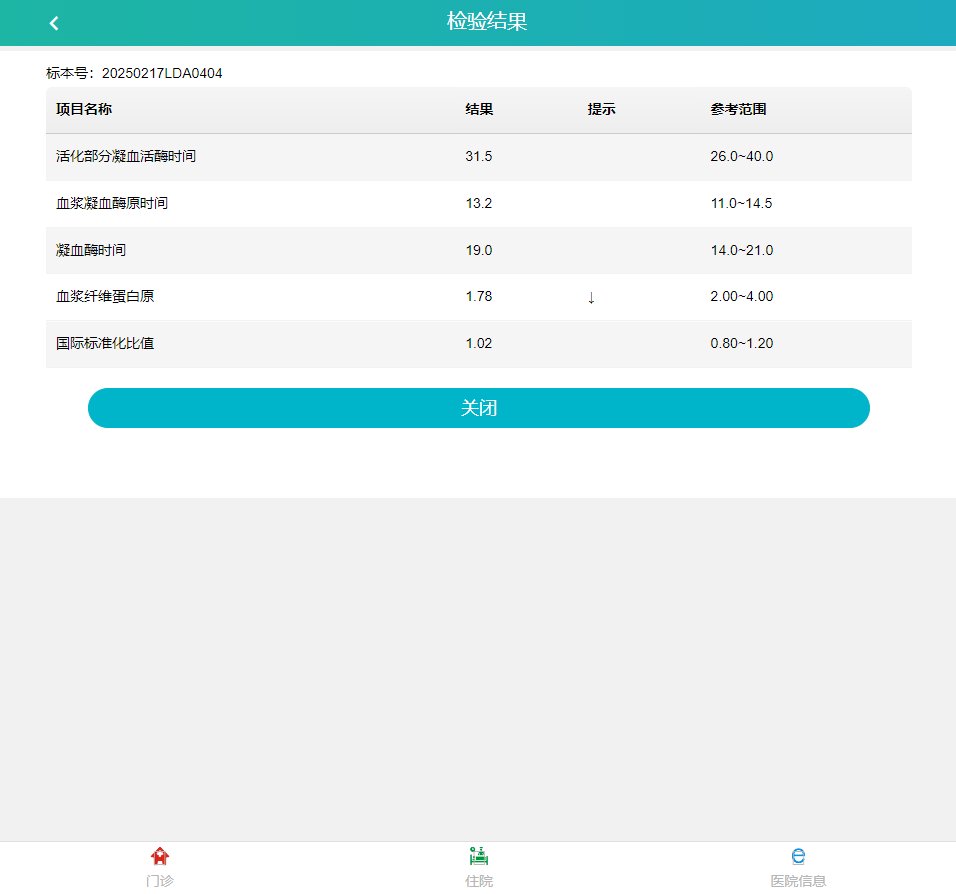 检验结果
标本号：20250217LDA0404
项目名称 结果 提示 参考范围
活化部分凝血活酶时间 31.5 26.0~40.0
血浆凝血酶原时间 13.2 11.0~14.5
凝血酶时间 19.0 14.0~21.0
血浆纤维蛋白原 1.78 ↓ 2.00~4.00
国际标准化比值 1.02 0.80~1.20
关闭
门诊 住院 医院信息